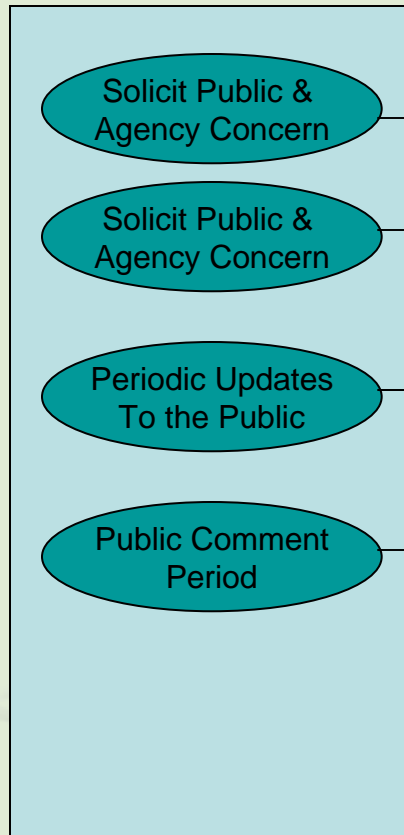 Solicit Public &
Agency Concern
Solicit Public &
Agency Concern
Periodic Updates
To the Public
Public Comment
Period